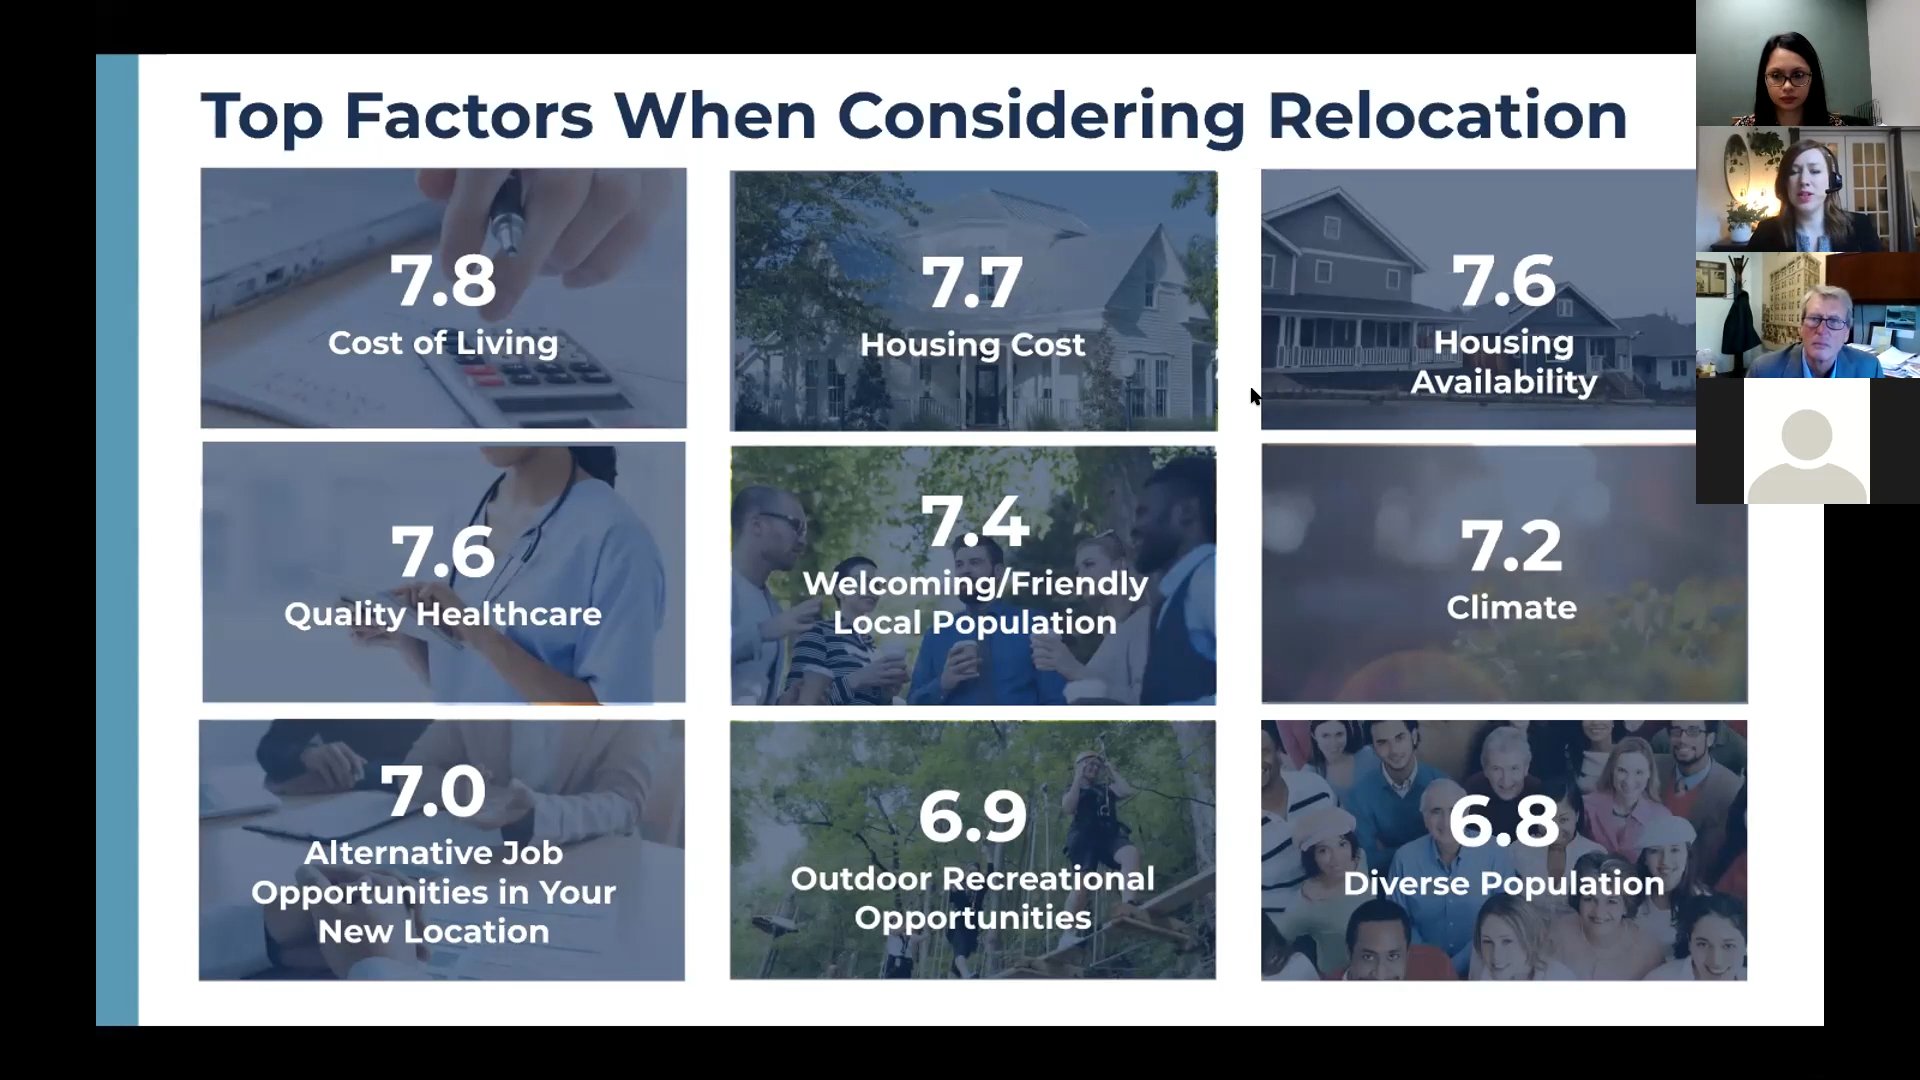 Top Factors When Considering Relocation
7.8
Cost of Living
7.7
Housing Cost
7.6
Housing
Availability
7.6
Quality Healthcare
7.4
Welcoming/Friendly
Local Population
7.2
Climate
7.0
Alternative Job
Opportunities in Your
New Location
6.9
Outdoor Recreational
Opportunities
6.8
Diverse Population